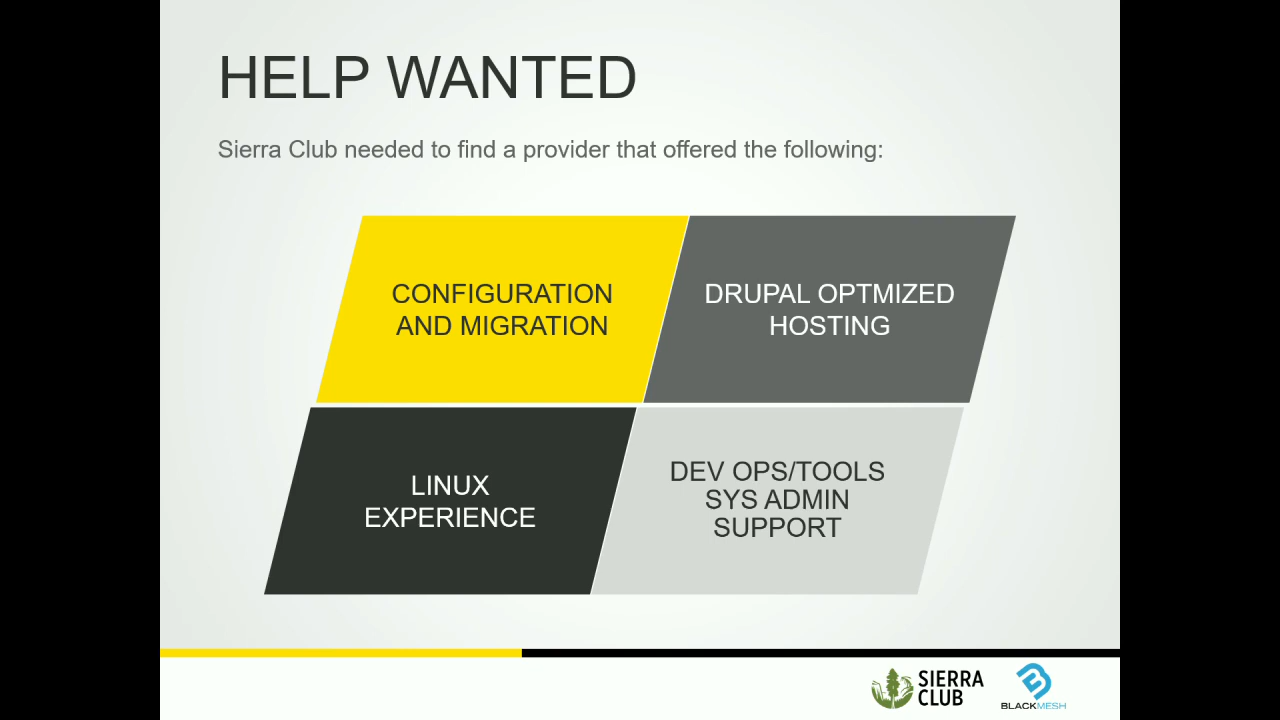 HELP WANTED
Sierra Club needed to find a provider that offered the following:
CONFIGURATION
AND MIGRATION
DRUPAL OPTMIZED
HOSTING
LINUX
EXPERIENCE
DEV OPS/TOOLS
SYS ADMIN
SUPPORT
SIERRA
CLUB
BLACKMESH